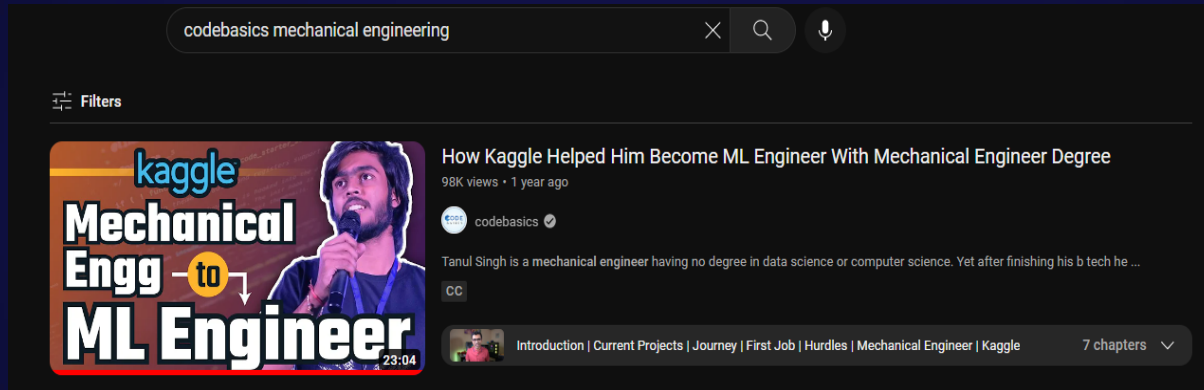 codebasics mechanical engineering
Filters
kaggle
Mechanical
Engg to
ML Engineer
23:04
How Kaggle Helped Him Become ML Engineer With Mechanical Engineer Degree
98K views • 1 year ago
codebasics
Tanul Singh is a mechanical engineer having no degree in data science or computer science. Yet after finishing his b tech he ...
CC
Introduction | Current Projects | Journey | First Job | Hurdles | Mechanical Engineer | Kaggle 7 chapters